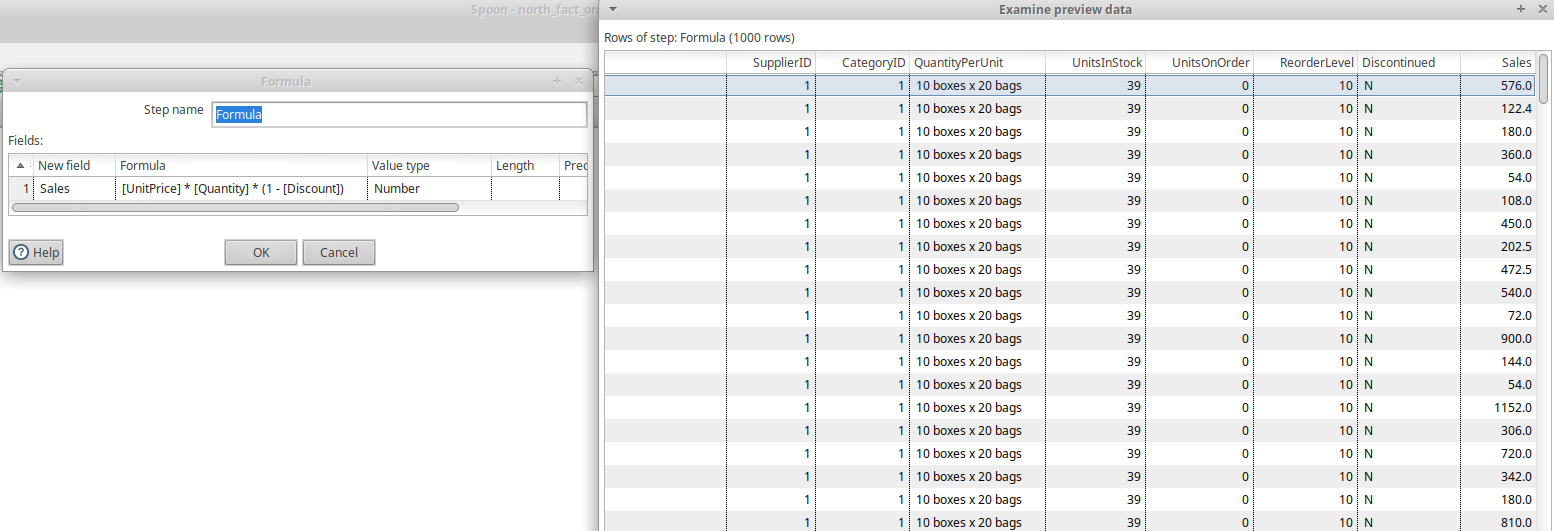 Spoon - north_fact_or
Formula
Step name Formula
Fields:
New field Formula Value type Length Prec
1 Sales [UnitPrice] * [Quantity] * (1 - [Discount]) Number
Help OK Cancel
Examine preview data
Rows of step: Formula (1000 rows)
SupplierID CategoryID QuantityPerUnit UnitsInStock UnitsOnOrder ReorderLevel Discontinued Sales
1 1 10 boxes x 20 bags 39 0 10 N 576.0
1 1 10 boxes x 20 bags 39 0 10 N 122.4
1 1 10 boxes x 20 bags 39 0 10 N 180.0
1 1 10 boxes x 20 bags 39 0 10 N 360.0
1 1 10 boxes x 20 bags 39 0 10 N 54.0
1 1 10 boxes x 20 bags 39 0 10 N 108.0
1 1 10 boxes x 20 bags 39 0 10 N 450.0
1 1 10 boxes x 20 bags 39 0 10 N 202.5
1 1 10 boxes x 20 bags 39 0 10 N 472.5
1 1 10 boxes x 20 bags 39 0 10 N 540.0
1 1 10 boxes x 20 bags 39 0 10 N 72.0
1 1 10 boxes x 20 bags 39 0 10 N 900.0
1 1 10 boxes x 20 bags 39 0 10 N 144.0
1 1 10 boxes x 20 bags 39 0 10 N 54.0
1 1 10 boxes x 20 bags 39 0 10 N 1152.0
1 1 10 boxes x 20 bags 39 0 10 N 306.0
1 1 10 boxes x 20 bags 39 0 10 N 720.0
1 1 10 boxes x 20 bags 39 0 10 N 342.0
1 1 10 boxes x 20 bags 39 0 10 N 180.0
1 1 10 boxes x 20 bags 39 0 10 N 810.0